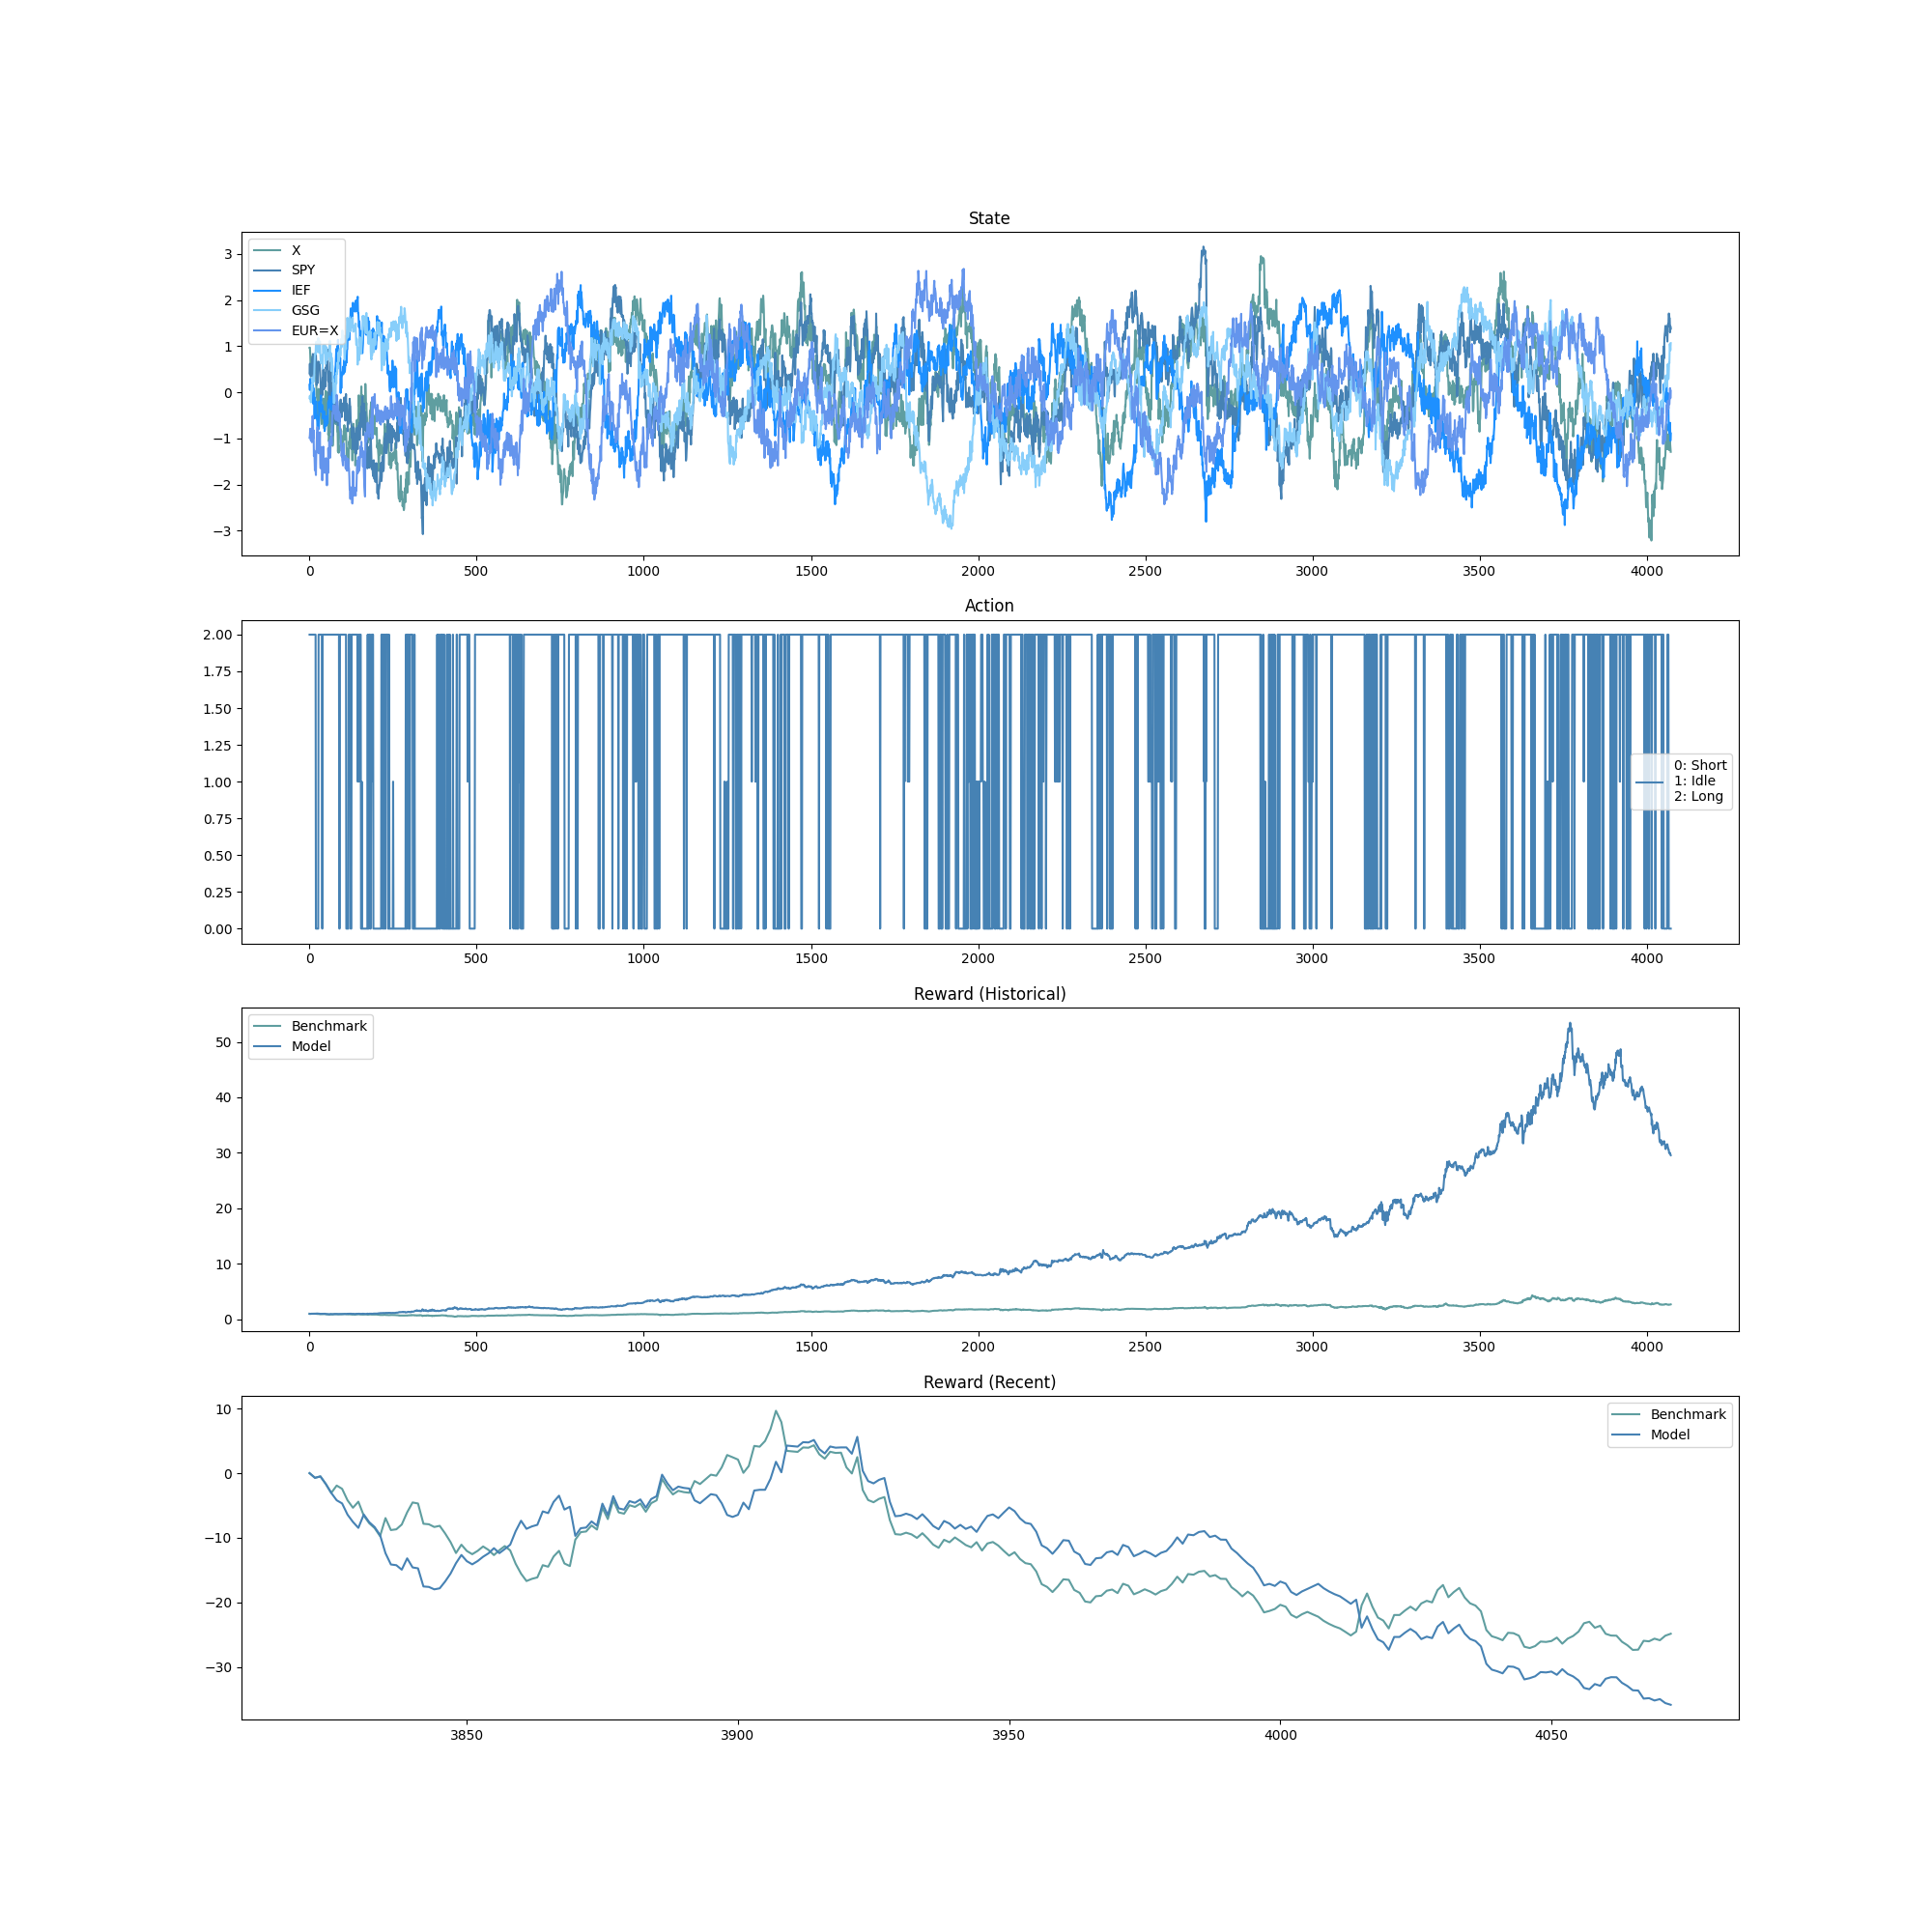 State
3
2
1
0
−1
−2
−3
X
SPY
IEF
GSG
EUR=X
0 500 1000 1500 2000 2500 3000 3500 4000
Action
2.00
1.75
1.50
1.25
1.00
0.75
0.50
0.25
0.00
0: Short
1: Idle
2: Long
0 500 1000 1500 2000 2500 3000 3500 4000
Reward (Historical)
50
40
30
20
10
0
Benchmark
Model
0 500 1000 1500 2000 2500 3000 3500 4000
Reward (Recent)
10
0
−10
−20
−30
Benchmark
Model
3850 3900 3950 4000 4050